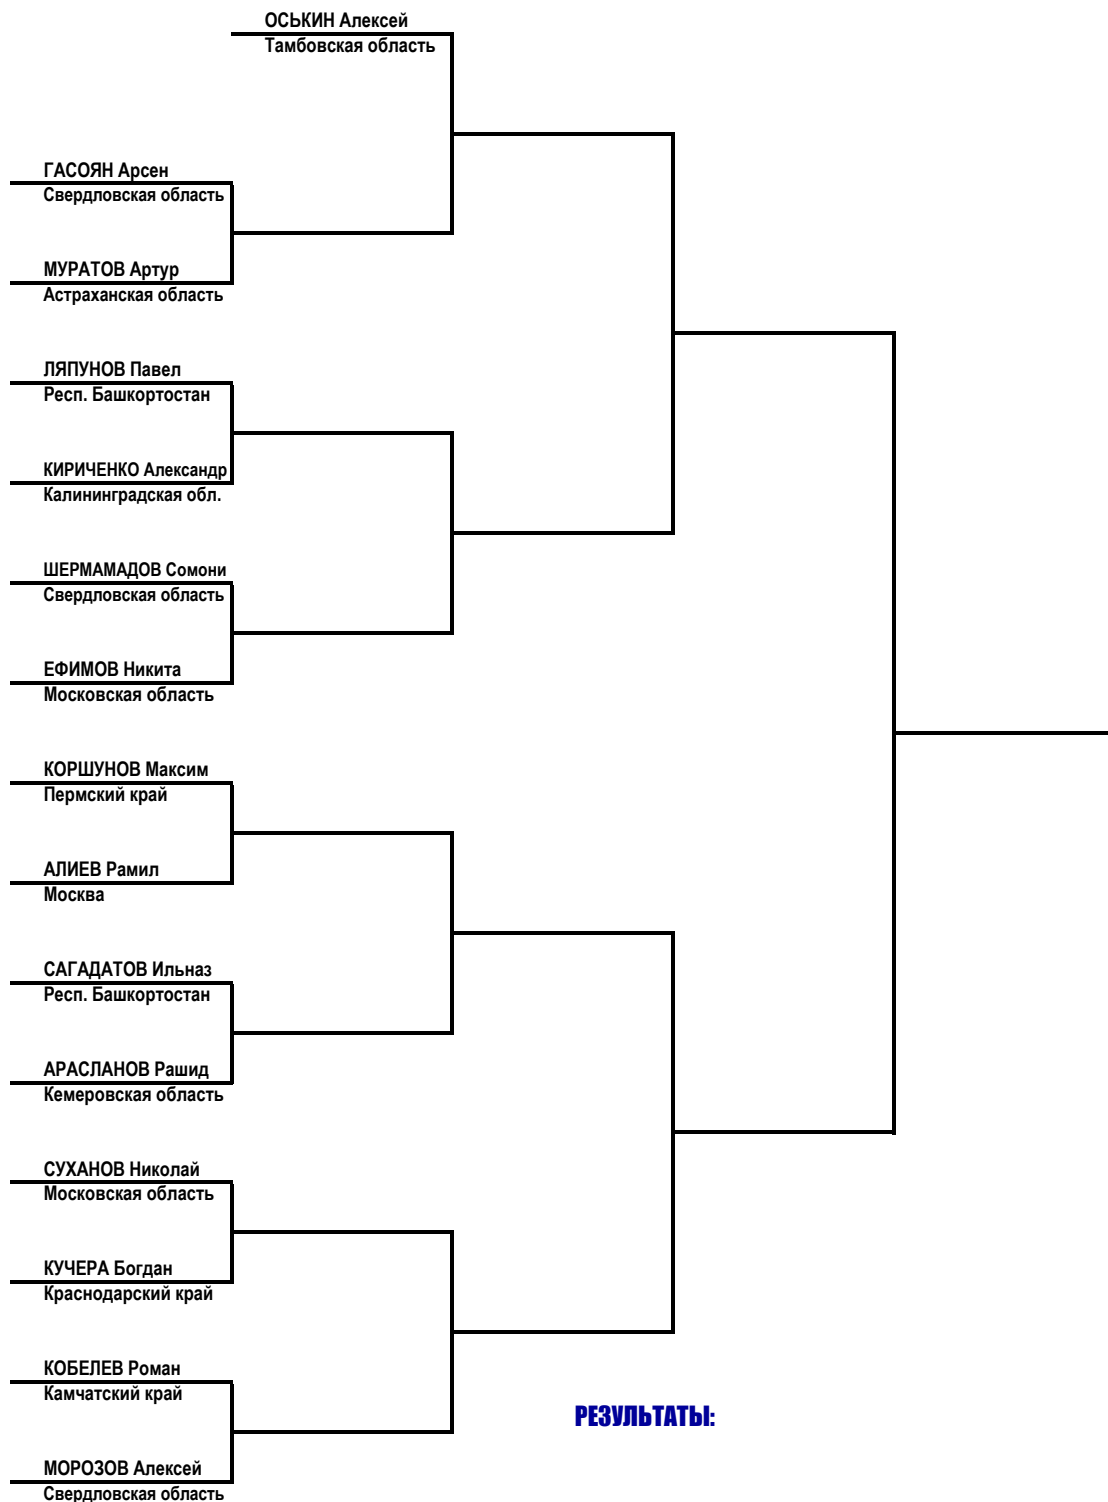 ОСЬКИН Алексей
Тамбовская область
ГАСОЯН Арсен
Свердловская область
МУРАТОВ Артур
Астраханская область
ЛЯПУНОВ Павел
Респ. Башкортостан
КИРИЧЕНКО Александр
Калининградская обл.
ШЕРМАМАДОВ Сомони
Свердловская область
ЕФИМОВ Никита
Московская область
КОРШУНОВ Максим
Пермский край
АЛИЕВ Рамил
Москва
САГАДАТОВ Ильназ
Респ. Башкортостан
АРАСЛАНОВ Рашид
Кемеровская область
СУХАНОВ Николай
Московская область
КУЧЕРА Богдан
Краснодарский край
КОБЕЛЕВ Роман
Камчатский край
РЕЗУЛЬТАТЫ:
МОРОЗОВ Алексей
Свердловская область